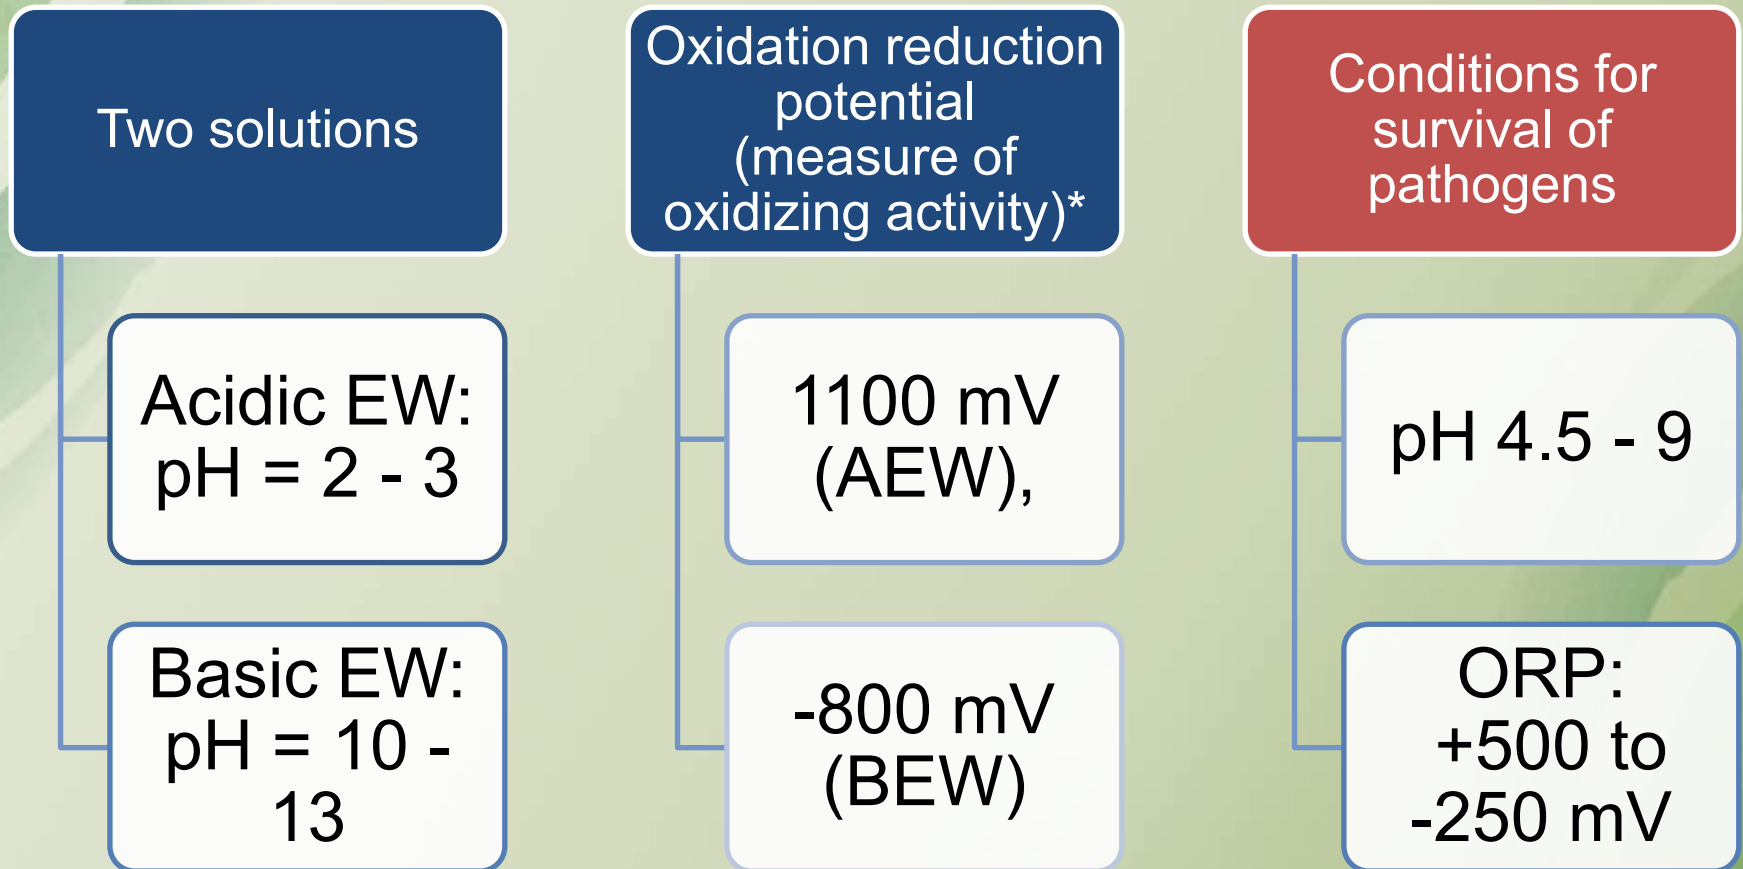 Two solutions
Acidic EW:
pH = 2 - 3
Basic EW:
pH = 10 -
13
Oxidation reduction
potential
(measure of
oxidizing activity)*
1100 mV
(AEW),
-800 mV
(BEW)
Conditions for
survival of
pathogens
pH 4.5 - 9
ORP:
+500 to
-250 mV